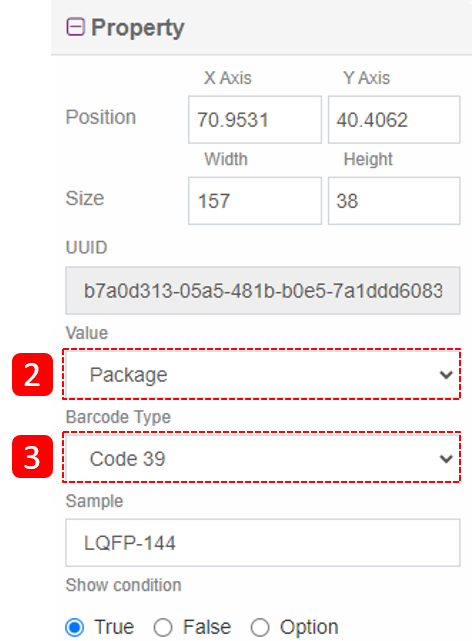 Property
X Axis Y Axis
Position 70.9531 40.4062
Width Height
Size 157 38
UUID
b7a0d313-05a5-481b-b0e5-7a1ddd6083
Value
2 Package
Barcode Type
3 Code 39
Sample
LQFP-144
Show condition
True False Option